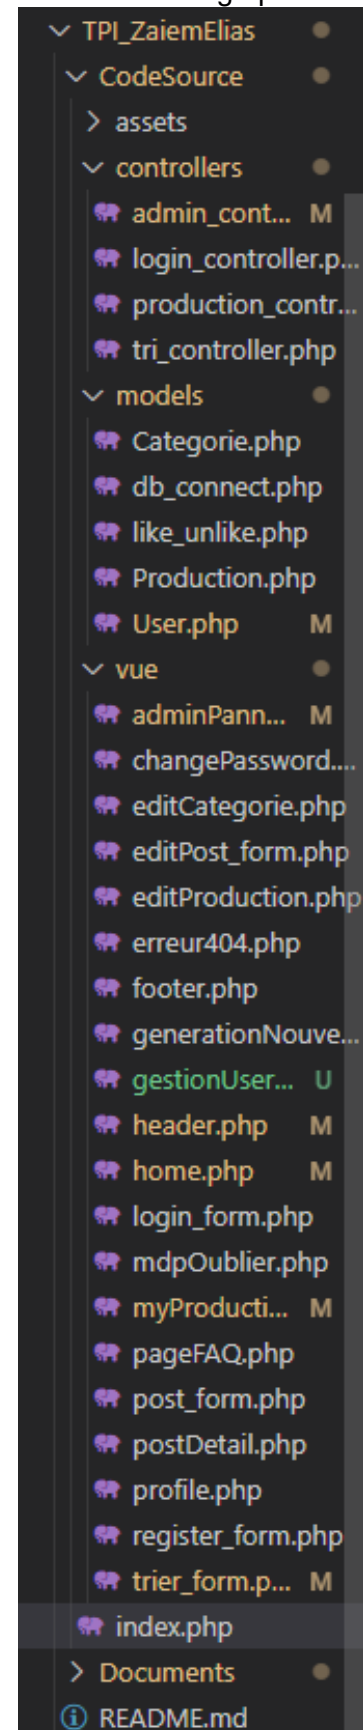 TPI_ZaiemElias
CodeSource
assets
controllers
admin_cont... M
login_controller.p...
production_contr...
tri_controller.php
models
Categorie.php
db_connect.php
like_unlike.php
Production.php
User.php M
vue
adminPann... M
changePassword....
editCategorie.php
editPost_form.php
editProduction.php
erreur404.php
footer.php
generationNouve...
gestionUser... U
header.php M
home.php M
login_form.php
mdpOublier.php
myProducti... M
pageFAQ.php
post_form.php
postDetail.php
profile.php
register_form.php
trier_form.p... M
index.php
Documents
README.md